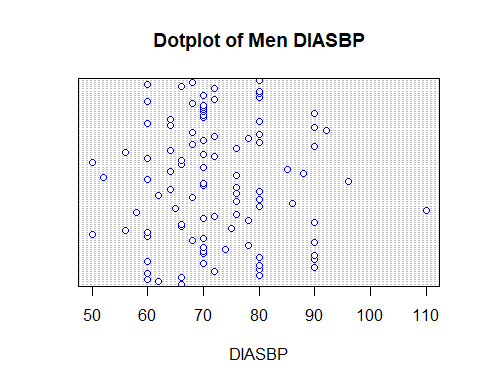 Dotplot of Men DIASBP
50 60 70 80 90 100 110
DIASBP